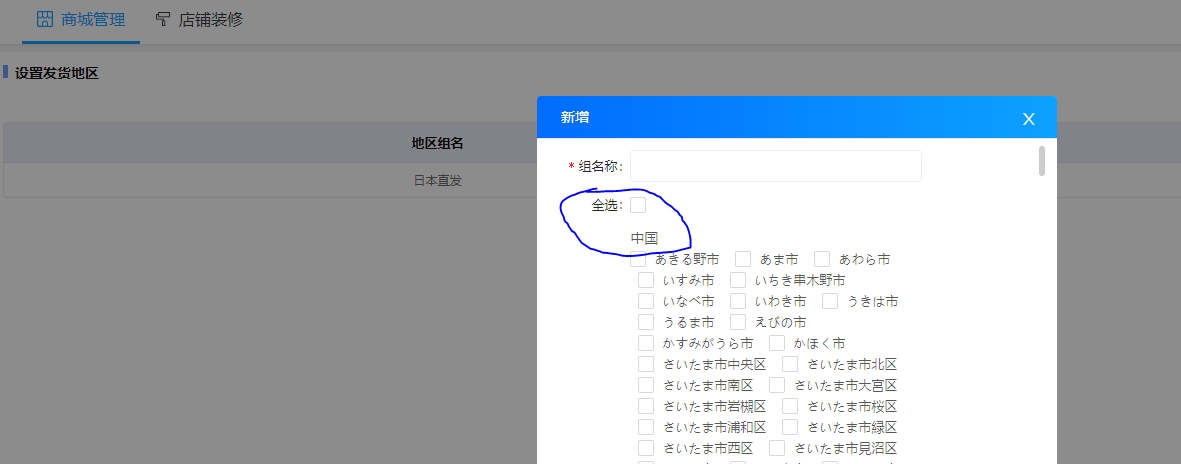 商城管理 店铺装修
设置发货地区
新增 X
地区组名
* 组名称:
日本直发
全选:
中国
あきる野市 あま市 あわら市
いすみ市 いちき串木野市
いなべ市 いわき市 うきは市
うるま市 えびの市
かすみがうら市 かほく市
さいたま市中央区 さいたま市北区
さいたま市南区 さいたま市大宮区
さいたま市岩槻区 さいたま市桜区
さいたま市浦和区 さいたま市緑区
さいたま市西区 さいたま市見沼区